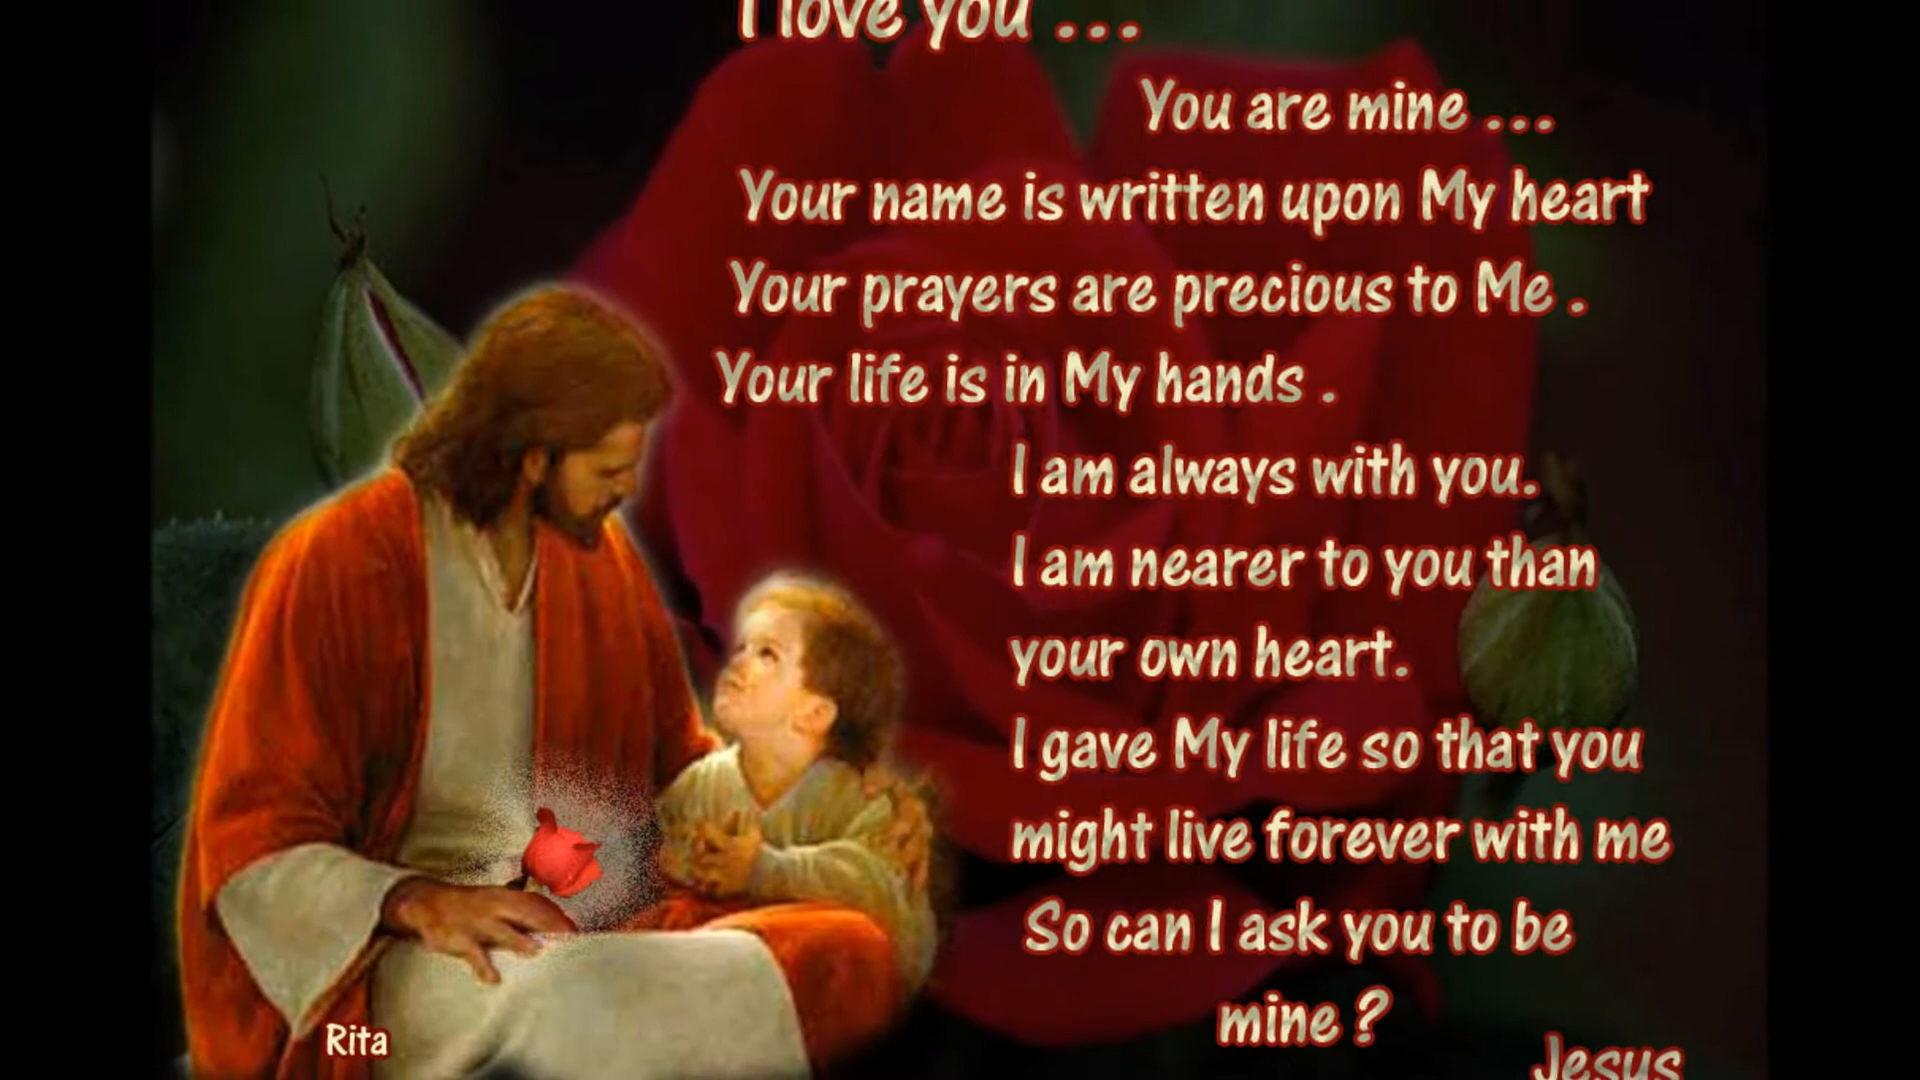 I love you ...
You are mine ...
Your name is written upon My heart
Your prayers are precious to Me .
Your life is in My hands .
I am always with you.
I am nearer to you than
your own heart.
I gave My life so that you
might live forever with me
So can I ask you to be
mine ?
Jesus
Rita